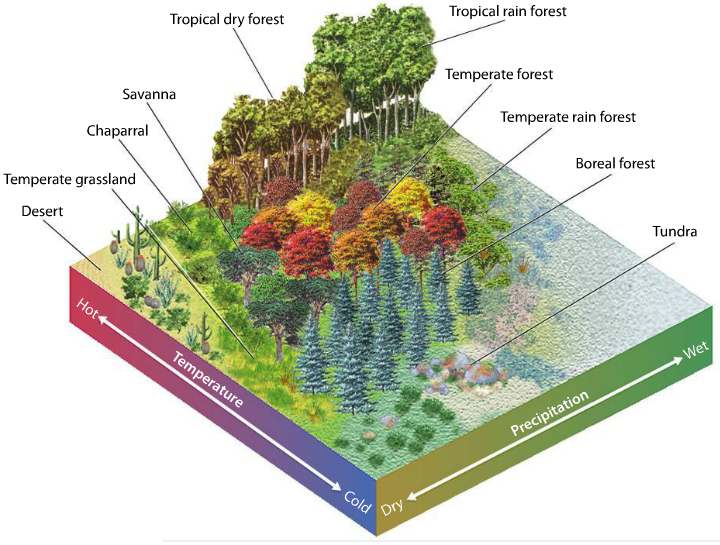 Tropical rain forest
Tropical dry forest
Temperate forest
Savanna
Temperate rain forest
Chaparral
Boreal forest
Temperate grassland
Desert
Tundra
Hot
Temperature
Cold
Dry
Precipitation
Wet